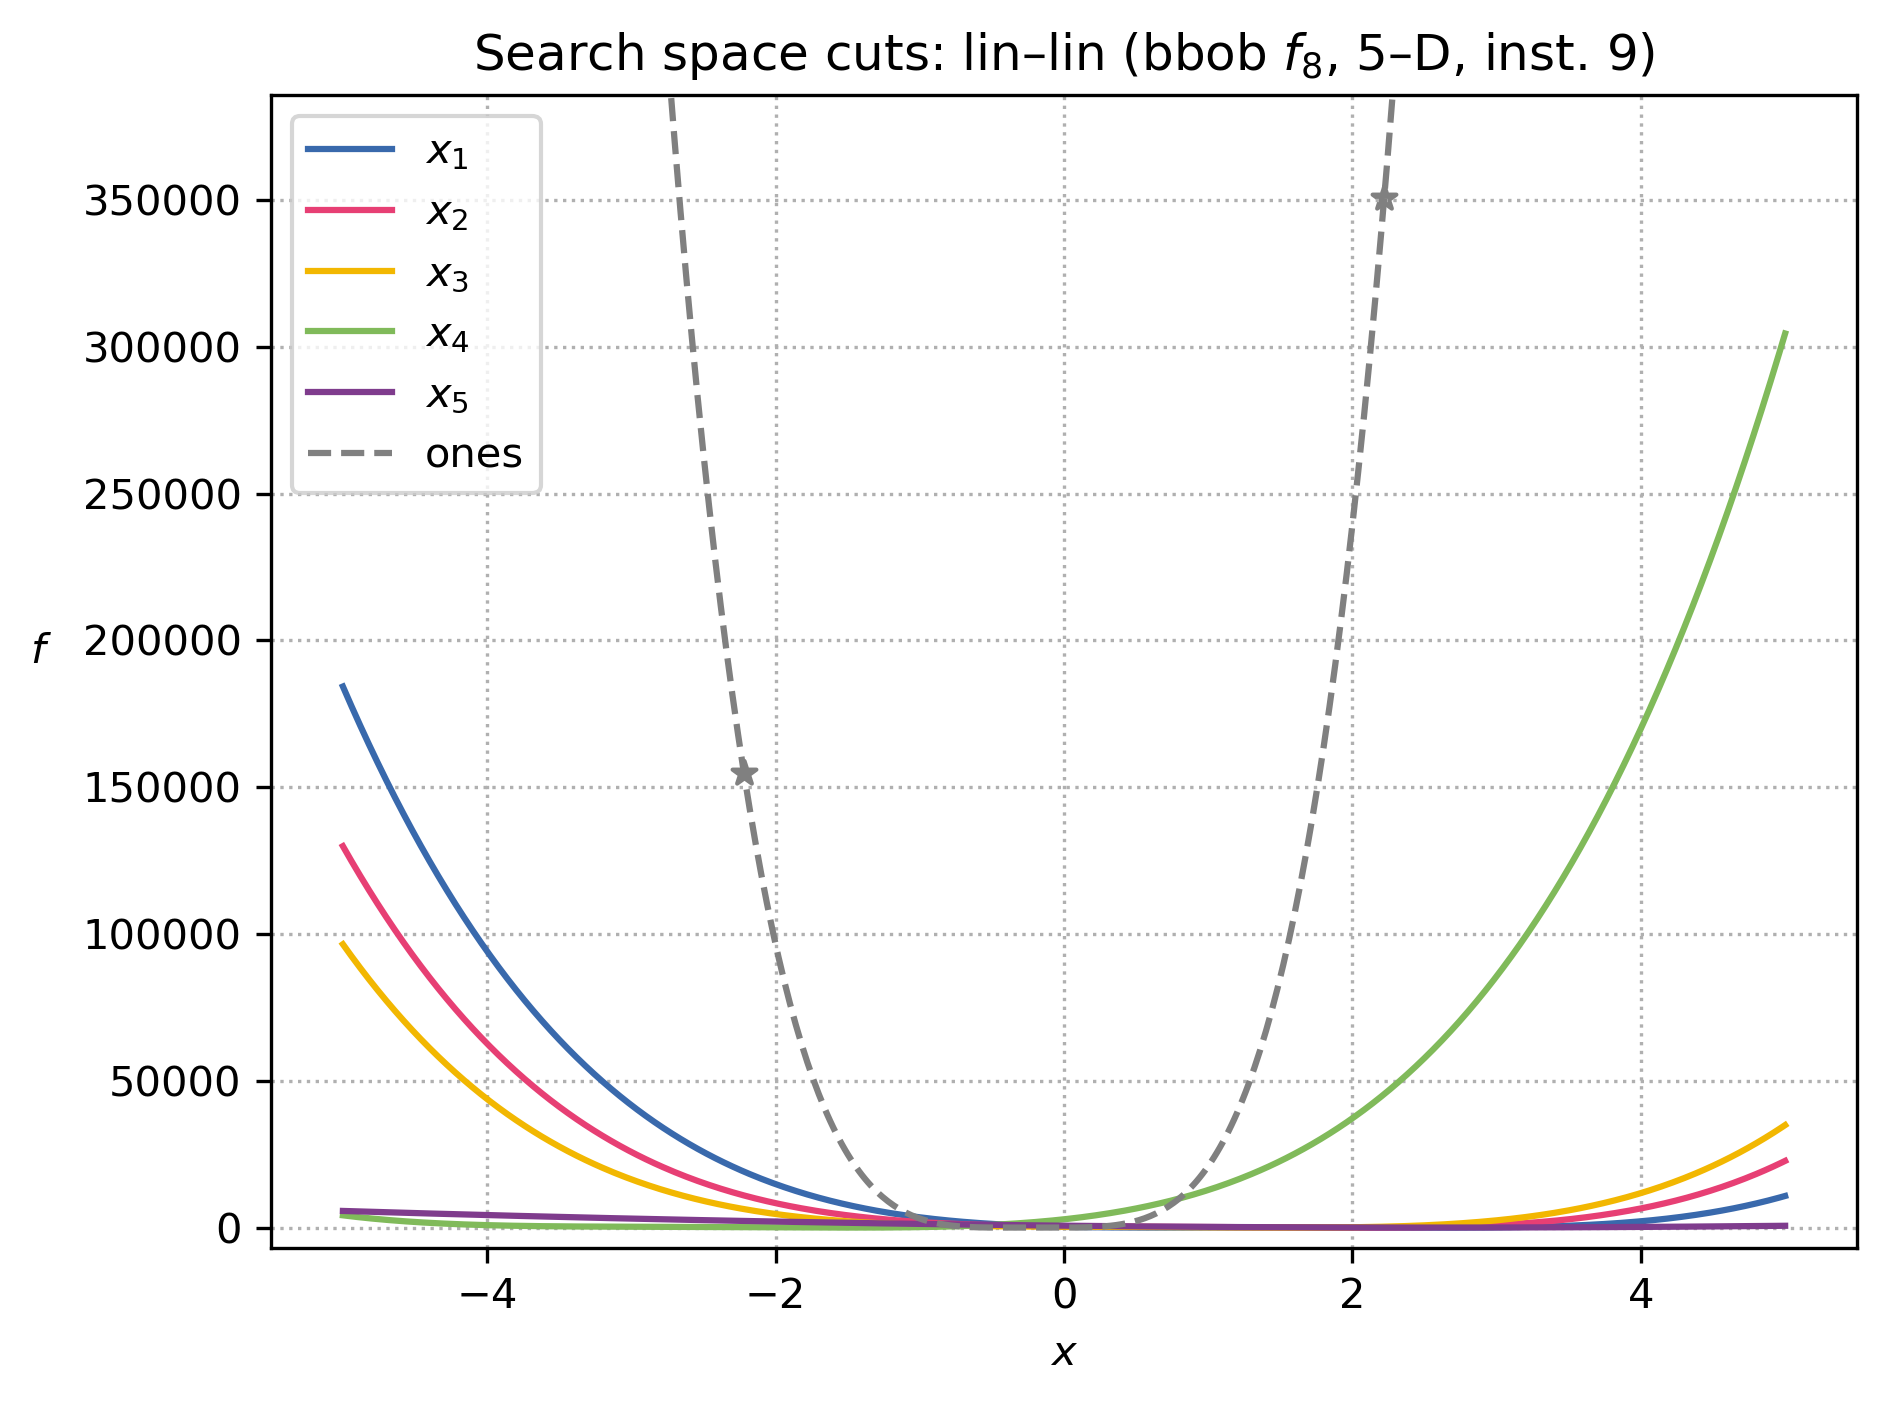 Search space cuts: lin–lin (bbob f₈, 5–D, inst. 9)
x₁
x₂
x₃
x₄
x₅
ones
350000
300000
250000
200000
150000
100000
50000
0
f
−4 −2 0 2 4
x